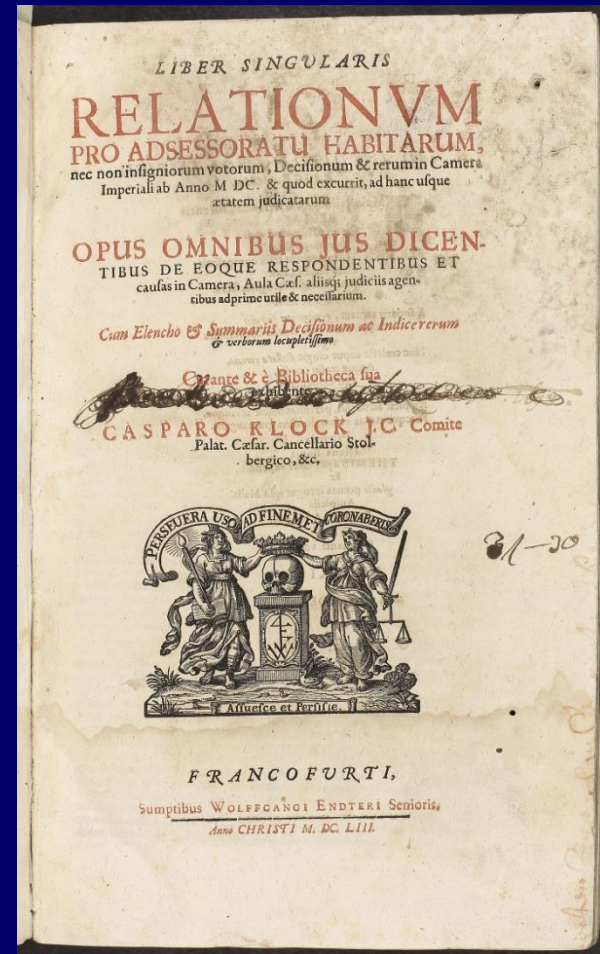 LIBER SINGVLARIS
RELATIONVM
PRO ADSESSORATU HABITARUM,
nec non insigniorum votorum, Decisionum & rerum in Camera
Imperiali ab Anno M DC. & quod excurrit, ad hanc usque
ætatem judicatarum
OPUS OMNIBUS JUS DICEN-
TIBUS DE EOQUE RESPONDENTIBUS ET
causas in Camera, Aula Cæs. aliisq; judiciis agen-
tibus adprime utile & necessarium.
Cum Elencho & Summariis Decisionum ac Indice rerum
& verborum locupletissimo
Curante & è Bibliotheca sua
exhibente
CASPARO KLOCK J.C. Comite
Palat. Cæsar. Cancellario Stol-
bergico, &c.
PERSEUERA USQ AD FINEM ET CORONABERIS
Assuesce et Persiste.
31-30
FRANCOFURTI,
Sumptibus WOLFFGANGI ENDTERI Senioris,
Anno CHRISTI M. DC. LIII.